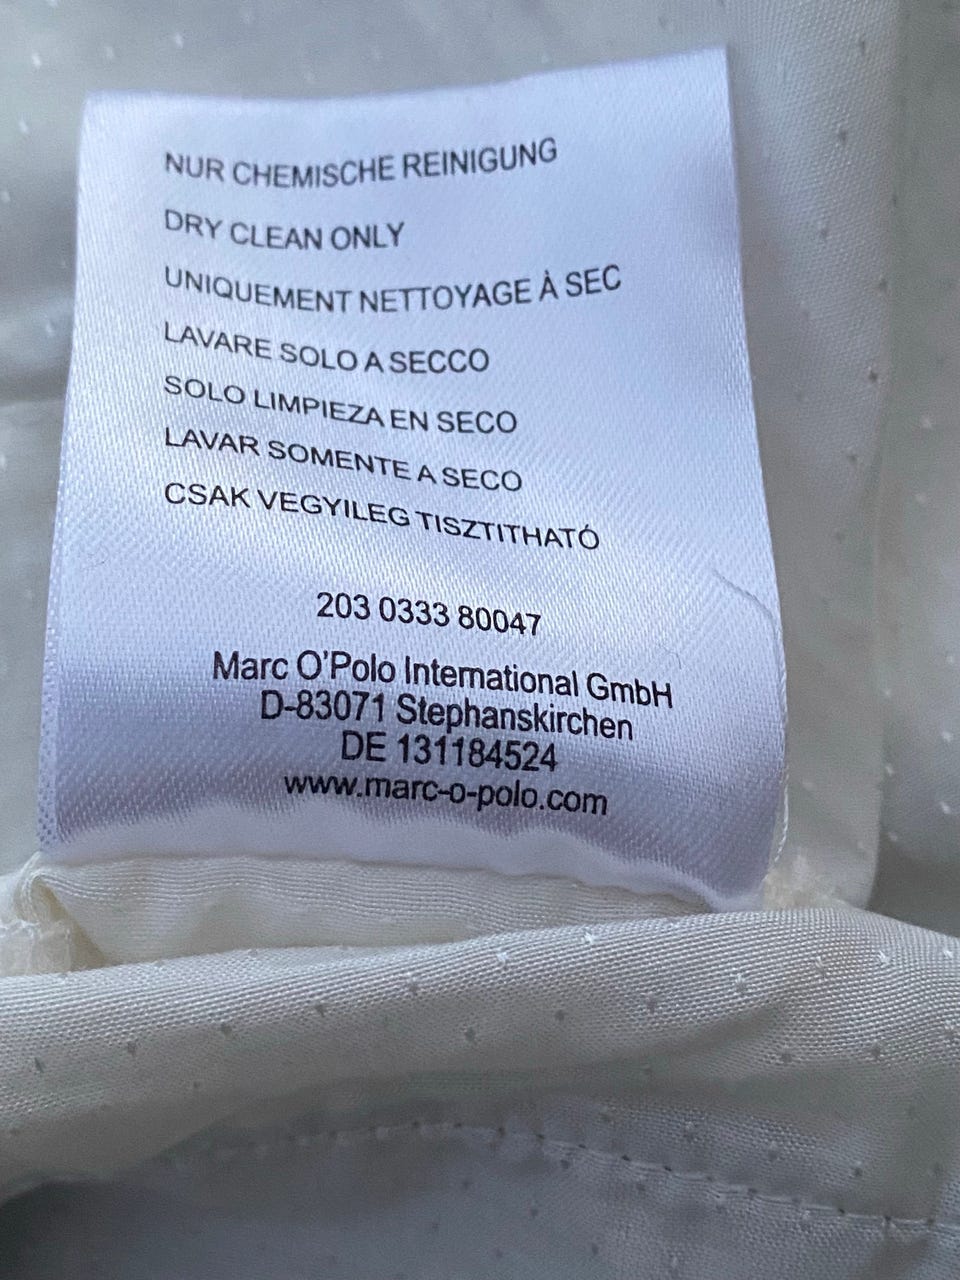 NUR CHEMISCHE REINIGUNG
DRY CLEAN ONLY
UNIQUEMENT NETTOYAGE À SEC
LAVARE SOLO A SECCO
SOLO LIMPIEZA EN SECO
LAVAR SOMENTE A SECO
CSAK VEGYILEG TISZTITHATÓ
203 0333 80047
Marc O'Polo International GmbH
D-83071 Stephanskirchen
DE 131184524
www.marc-o-polo.com